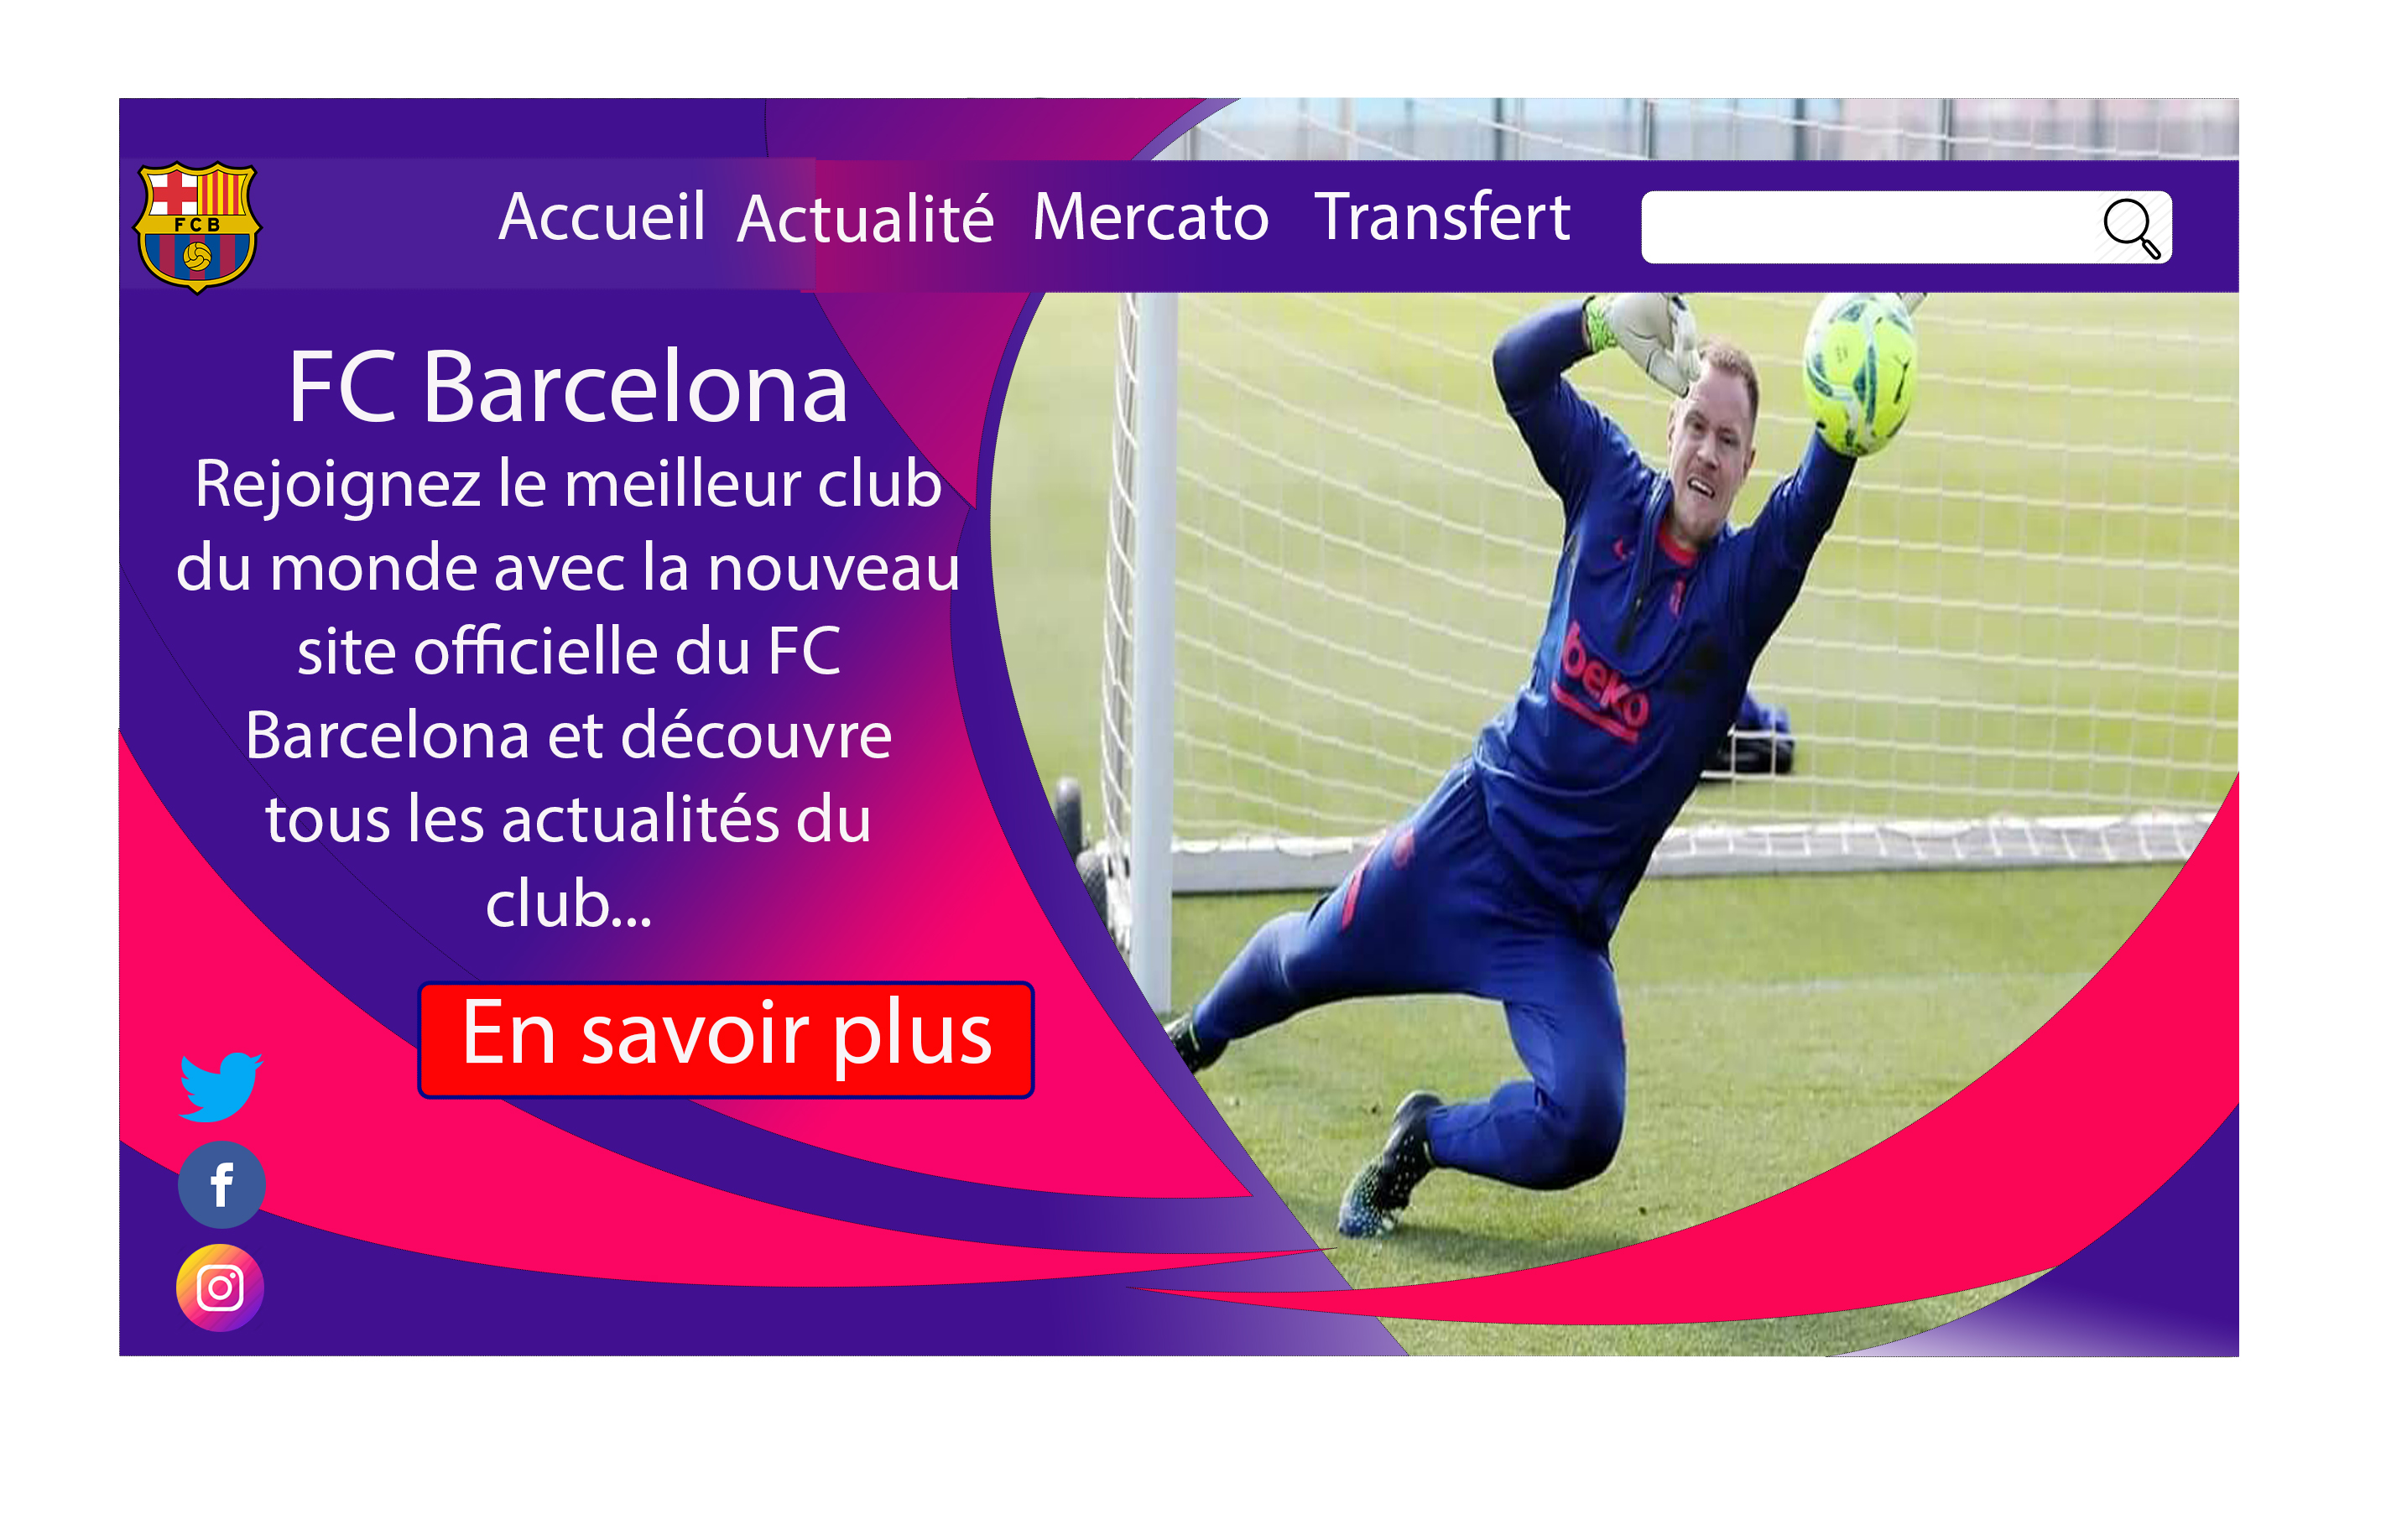 FCB
Accueil Actualité Mercato Transfert
FC Barcelona
Rejoignez le meilleur club
du monde avec la nouveau
site officielle du FC
Barcelona et découvre
tous les actualités du
club...
En savoir plus
f
beko